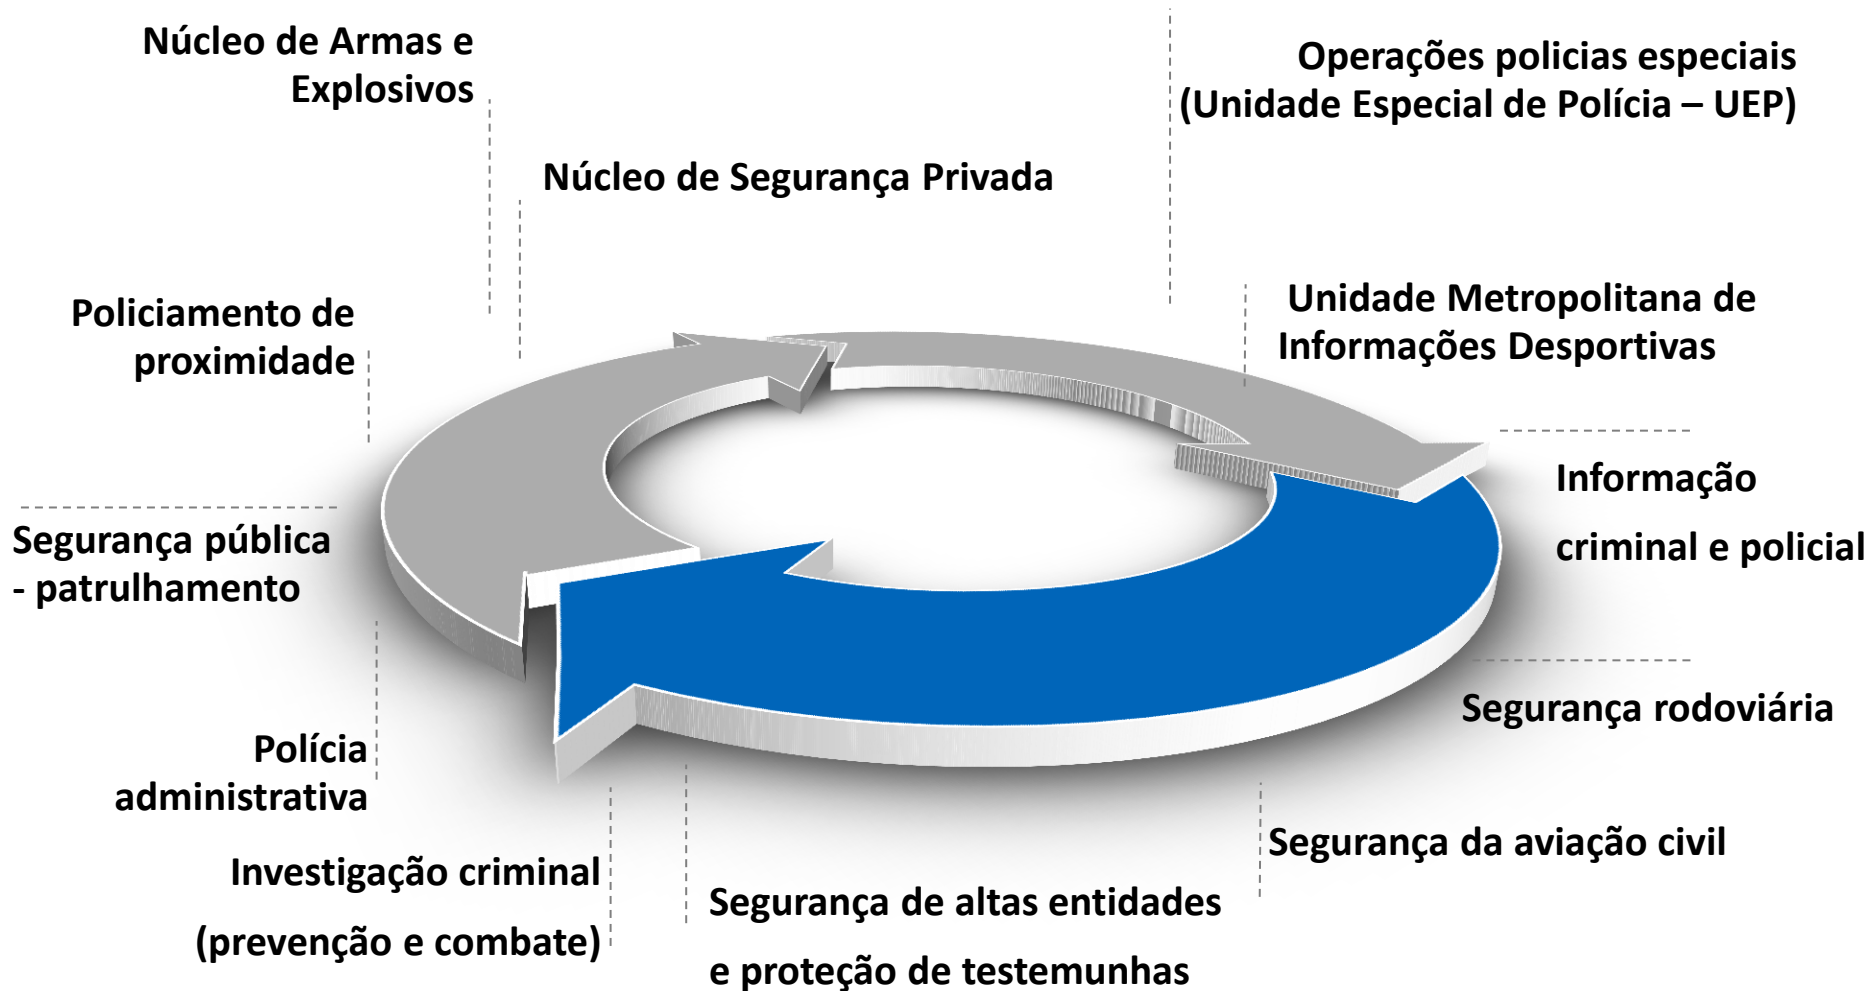 Núcleo de Armas e
Explosivos
Operações policias especiais
(Unidade Especial de Polícia – UEP)
Núcleo de Segurança Privada
Policiamento de
proximidade
Unidade Metropolitana de
Informações Desportivas
Informação
criminal e policial
Segurança pública
- patrulhamento
Segurança rodoviária
Polícia
administrativa
Segurança da aviação civil
Investigação criminal
(prevenção e combate)
Segurança de altas entidades
e proteção de testemunhas